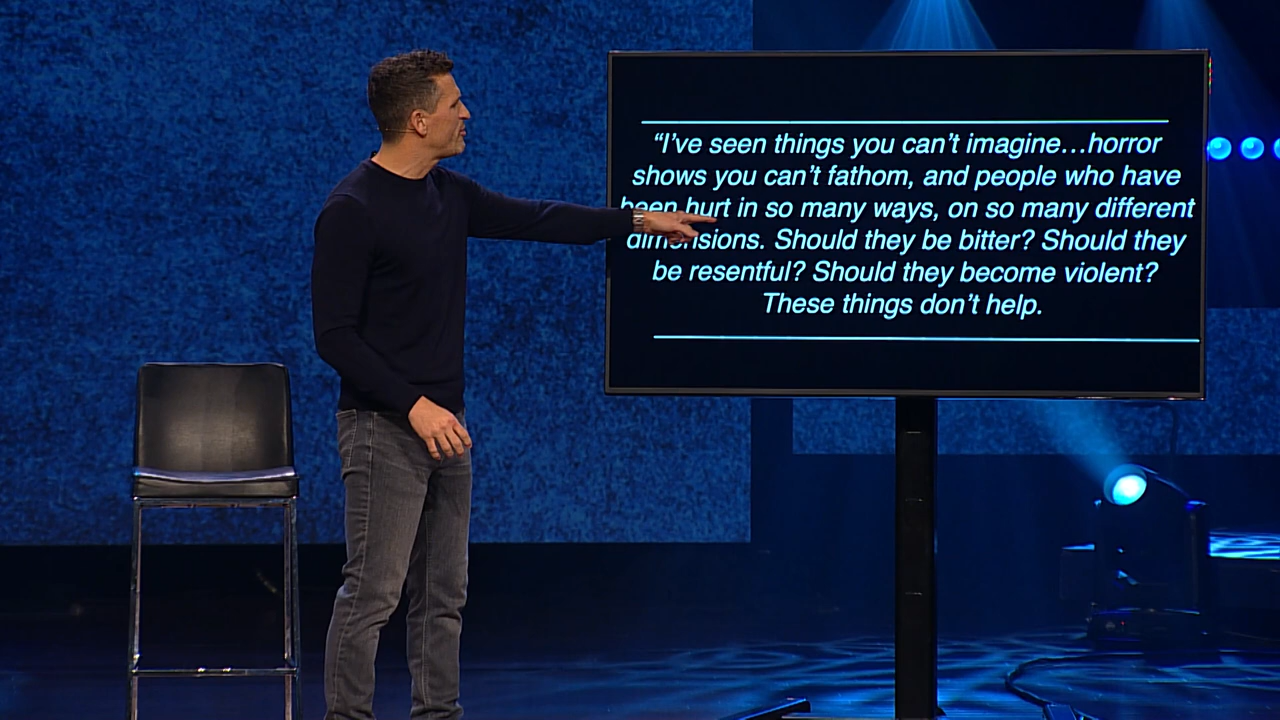 “I’ve seen things you can’t imagine…horror
shows you can’t fathom, and people who have
been hurt in so many ways, on so many different
dimensions. Should they be bitter? Should they
be resentful? Should they become violent?
These things don’t help.